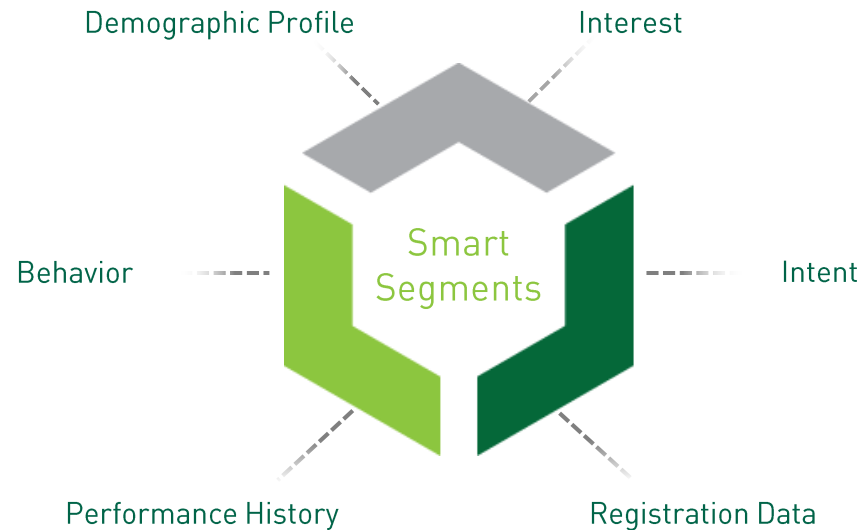 Demographic Profile
Interest
Smart
Segments
Behavior
Intent
Performance History
Registration Data